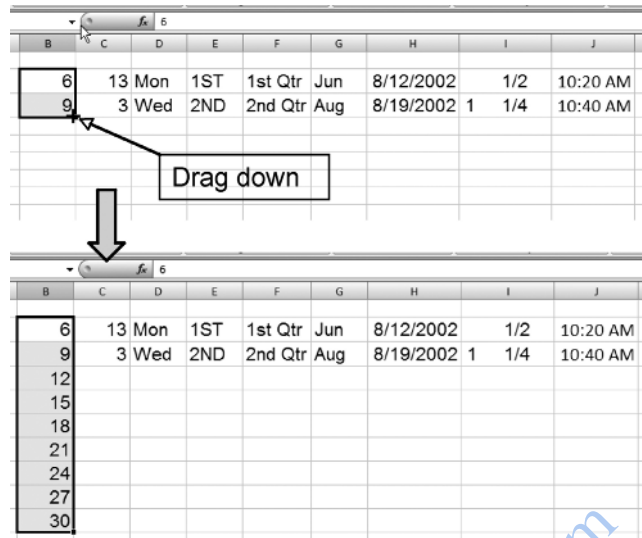 fx 6
B C D E F G H I J
6 13 Mon 1ST 1st Qtr Jun 8/12/2002 1/2 10:20 AM
9 3 Wed 2ND 2nd Qtr Aug 8/19/2002 1 1/4 10:40 AM
Drag down
fx 6
B C D E F G H I J
6 13 Mon 1ST 1st Qtr Jun 8/12/2002 1/2 10:20 AM
9 3 Wed 2ND 2nd Qtr Aug 8/19/2002 1 1/4 10:40 AM
12
15
18
21
24
27
30